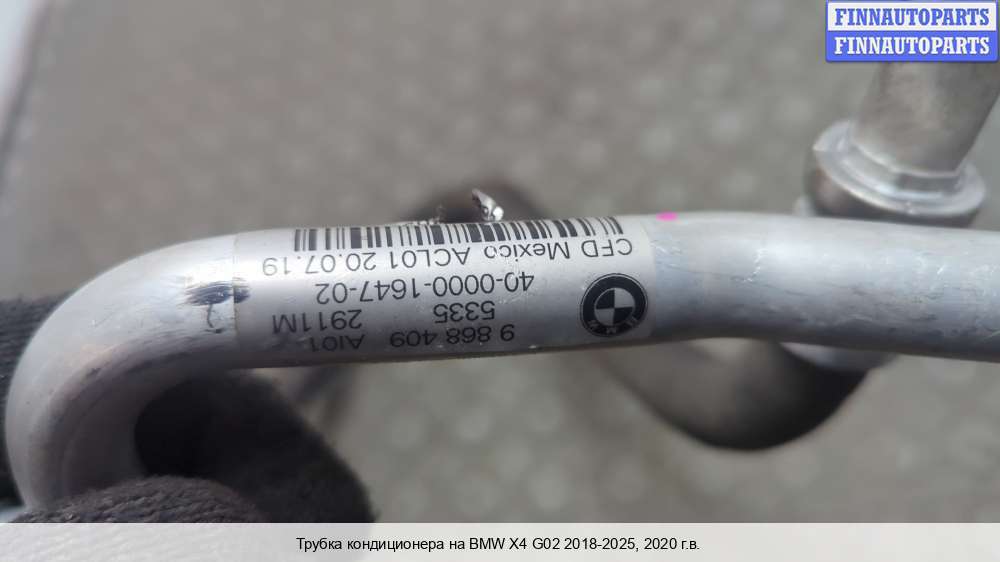 FINNAUTOPARTS
FINNAUTOPARTS
9 868 409 AI01
5335 2911M
40-0000-1647-02
CFD Mexico ACL01 20.07.19
BMW
Трубка кондиционера на BMW X4 G02 2018-2025, 2020 г.в.